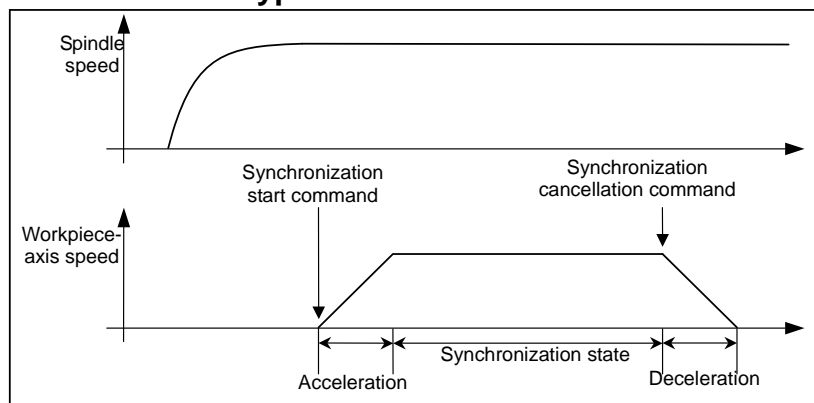 Spindle
speed
Synchronization
start command
Synchronization
cancellation command
Workpiece-
axis speed
Synchronization state
Acceleration
Deceleration